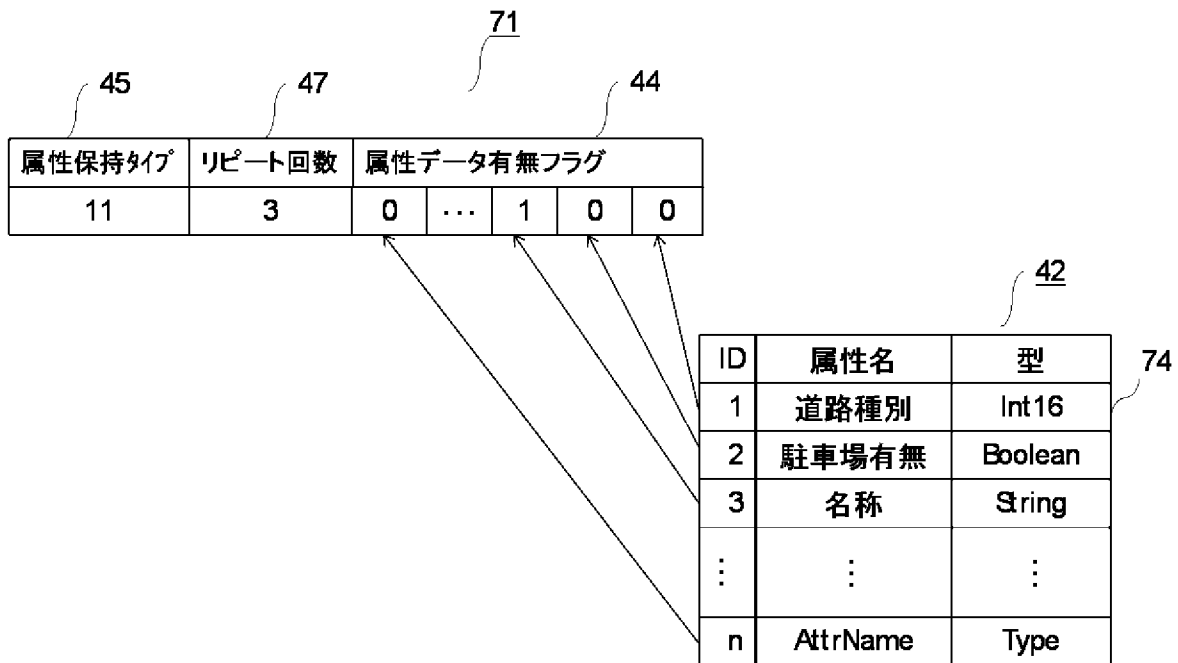 71
45 47 44
属性保持タイプ リピート回数 属性データ有無フラグ
11 3 0 ⋯ 1 0 0
42
74
ID 属性名 型
1 道路種別 Int16
2 駐車場有無 Boolean
3 名称 String
⋮ ⋮ ⋮
n AttrName Type